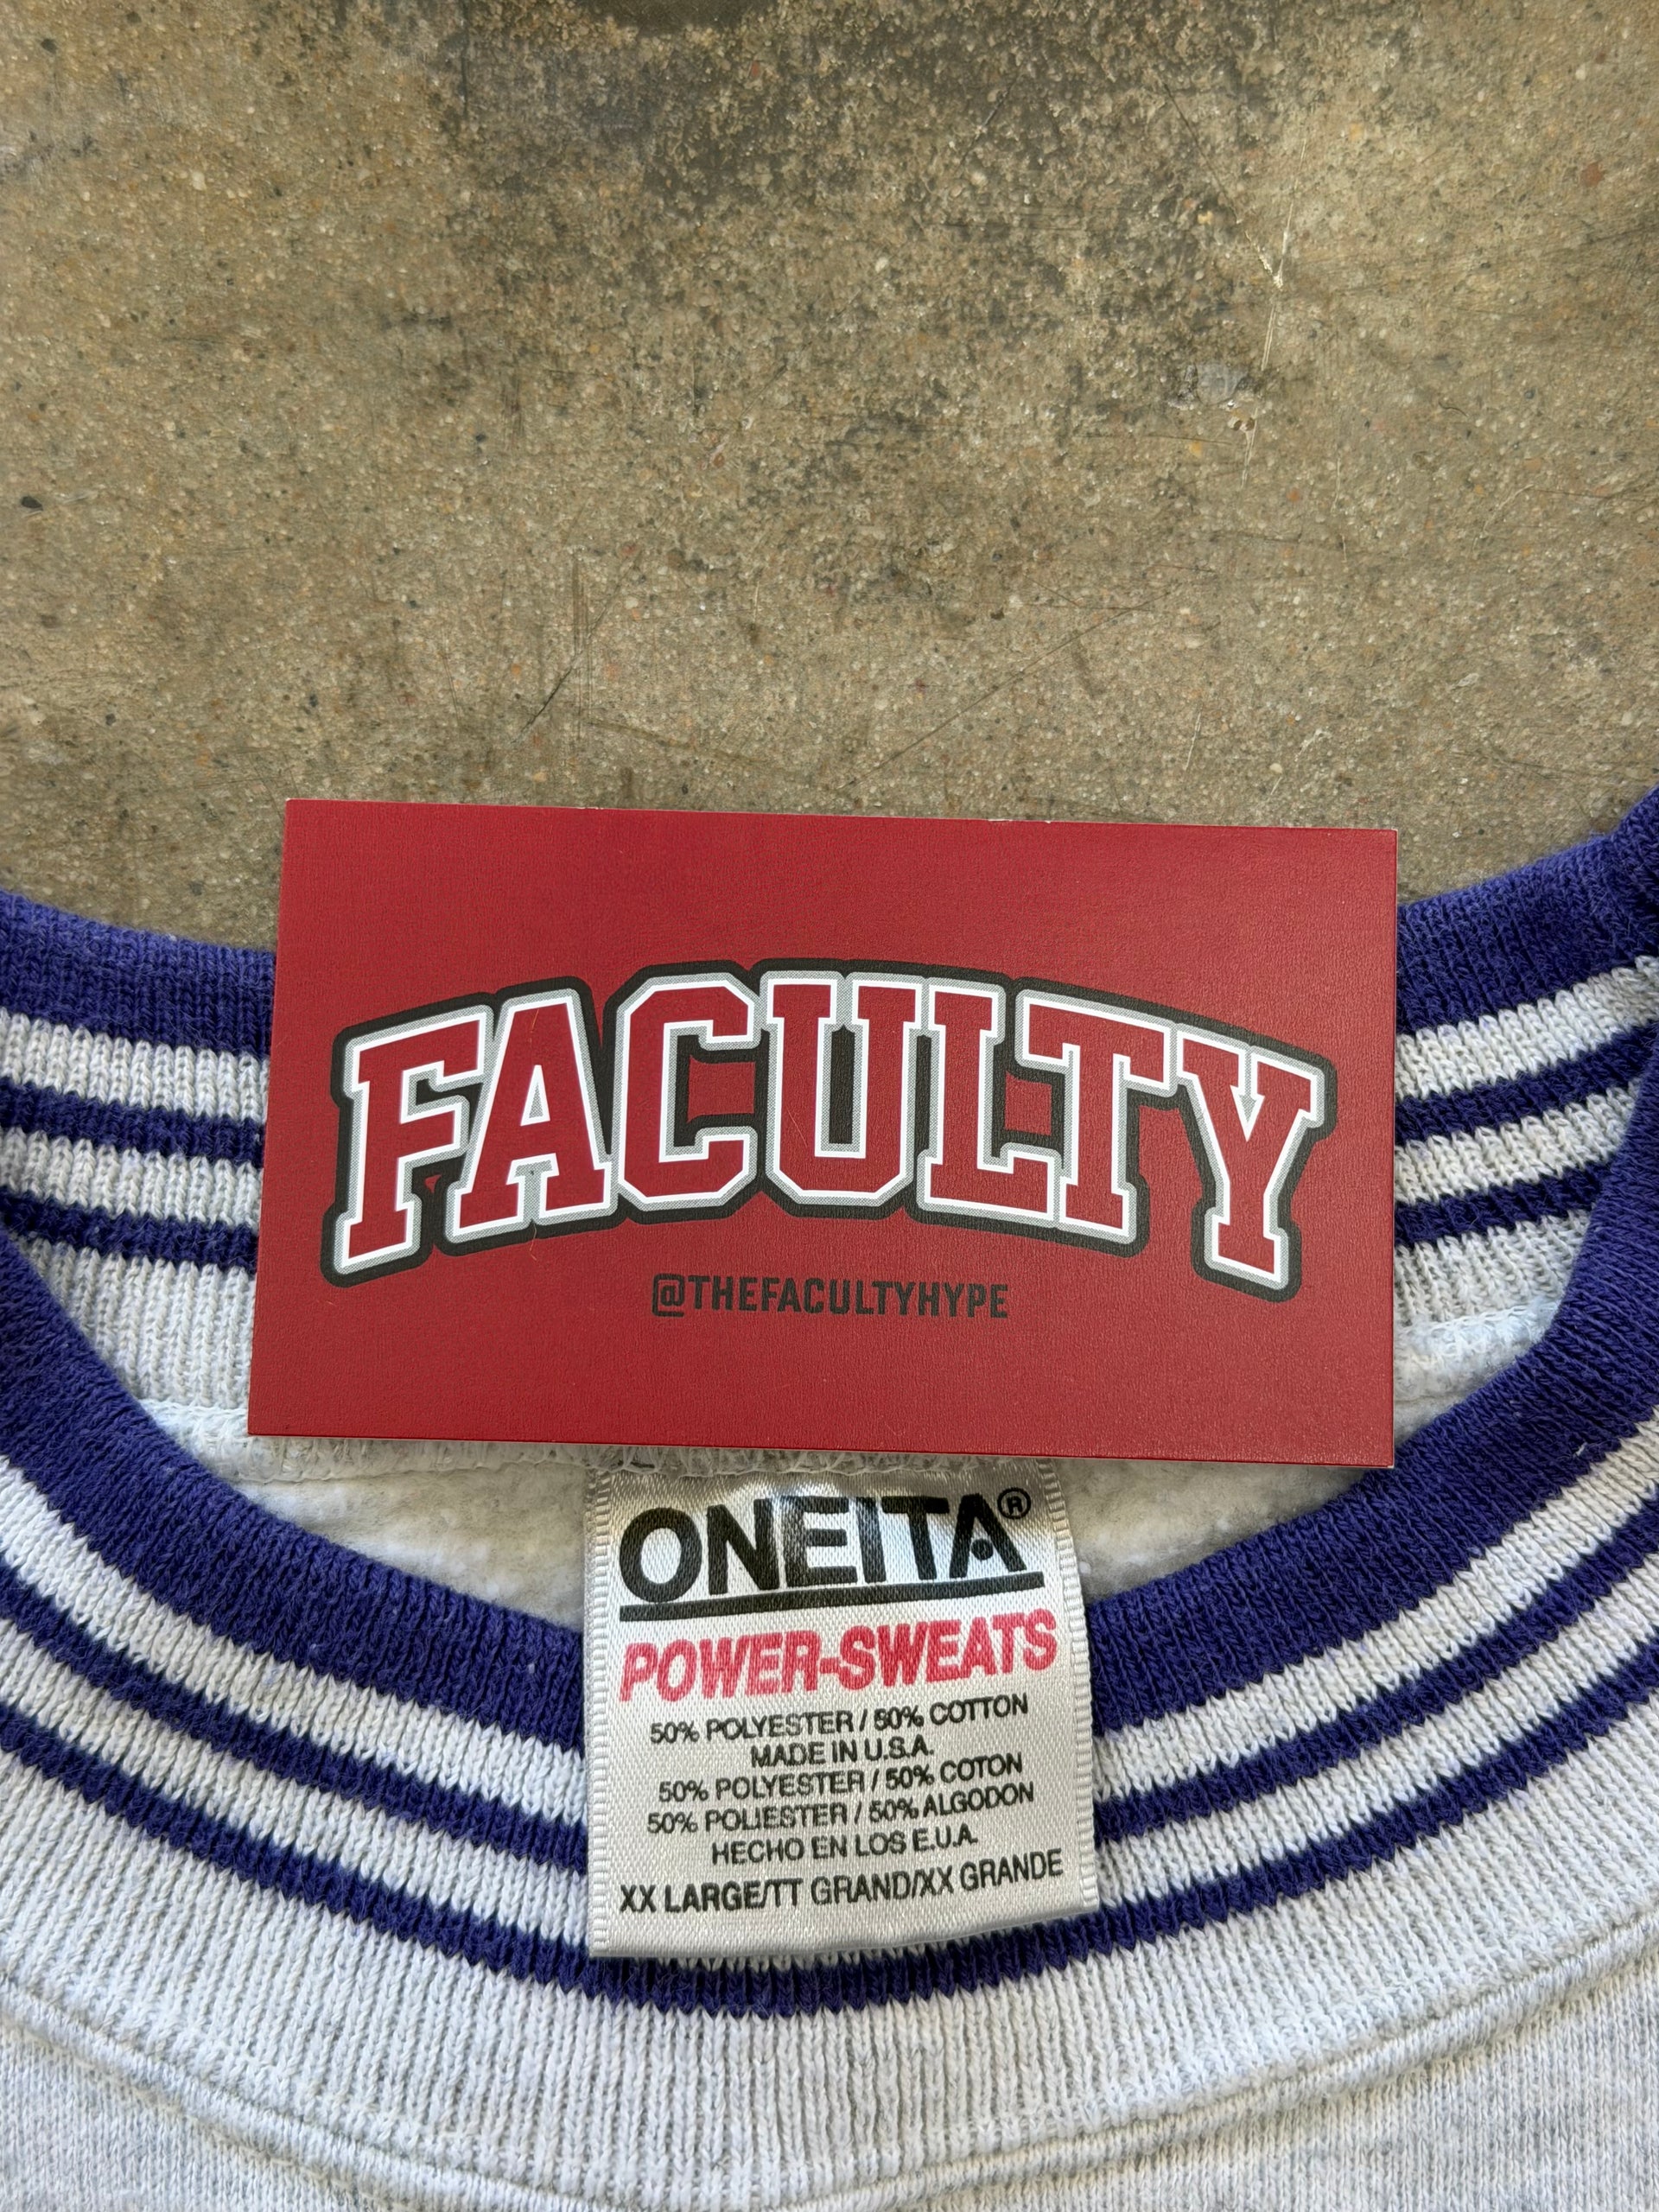 FACULTY
@THEFACULTYHYPE
ONEITA®
POWER-SWEATS
50% POLYESTER / 50% COTTON
MADE IN U.S.A.
50% POLYESTER / 50% COTON
50% POLIESTER / 50% ALGODON
HECHO EN LOS E.U.A.
XX LARGE/TT GRAND/XX GRANDE